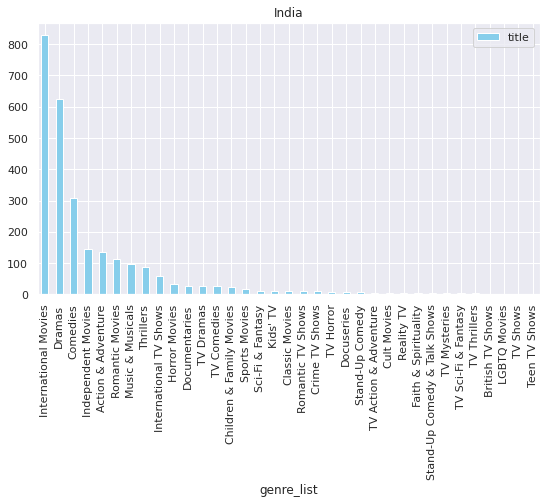 India
title
800
700
600
500
400
300
200
100
0
International Movies
Dramas
Comedies
Independent Movies
Action & Adventure
Romantic Movies
Music & Musicals
Thrillers
International TV Shows
Horror Movies
Documentaries
TV Dramas
TV Comedies
Children & Family Movies
Sports Movies
Sci-Fi & Fantasy
Kids' TV
Classic Movies
Romantic TV Shows
Crime TV Shows
TV Horror
Docuseries
Stand-Up Comedy
TV Action & Adventure
Cult Movies
Reality TV
Faith & Spirituality
Stand-Up Comedy & Talk Shows
TV Mysteries
TV Sci-Fi & Fantasy
TV Thrillers
British TV Shows
LGBTQ Movies
TV Shows
Teen TV Shows
genre_list